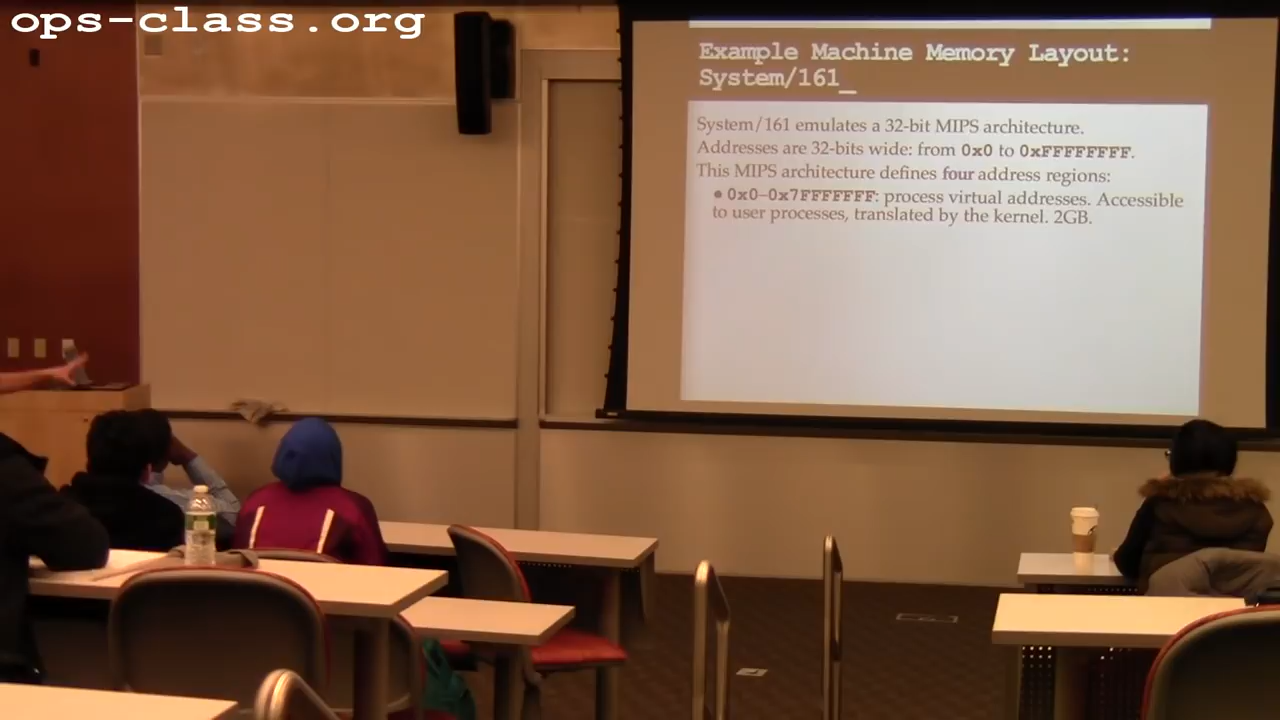 ops-class.org
Example Machine Memory Layout:
System/161_
System/161 emulates a 32-bit MIPS architecture.
Addresses are 32-bits wide: from 0x0 to 0xFFFFFFFF.
This MIPS architecture defines four address regions:
• 0x0–0x7FFFFFFF: process virtual addresses. Accessible
to user processes, translated by the kernel. 2GB.